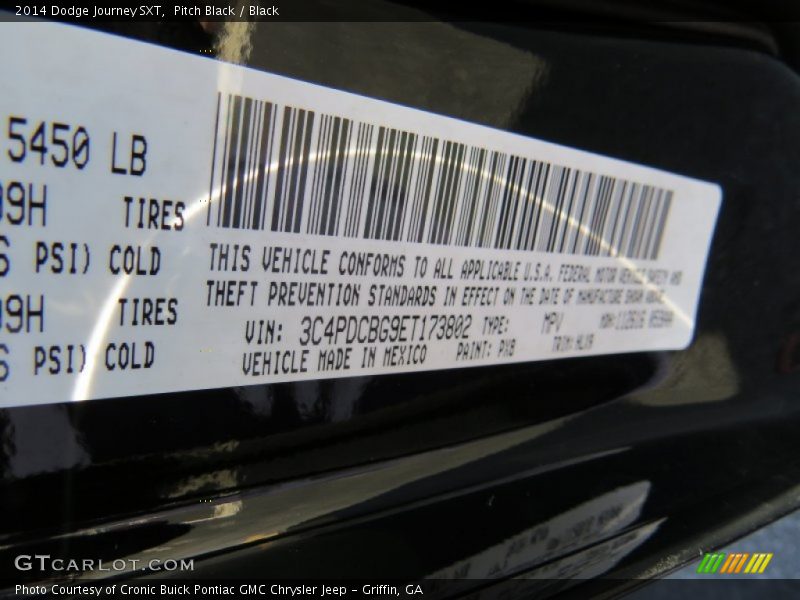 2014 Dodge Journey SXT, Pitch Black / Black
5450 LB
09H TIRES
PSI) COLD
09H TIRES
PSI) COLD
THIS VEHICLE CONFORMS TO ALL APPLICABLE U.S.A. FEDERAL MOTOR VEHICLE SAFETY AND
THEFT PREVENTION STANDARDS IN EFFECT ON THE DATE OF MANUFACTURE SHOWN ABOVE
VIN: 3C4PDCBG9ET173802 TYPE: MPV
VEHICLE MADE IN MEXICO PAINT: PX8 TRIM:
GTCARLOT.COM
Photo Courtesy of Cronic Buick Pontiac GMC Chrysler Jeep - Griffin, GA